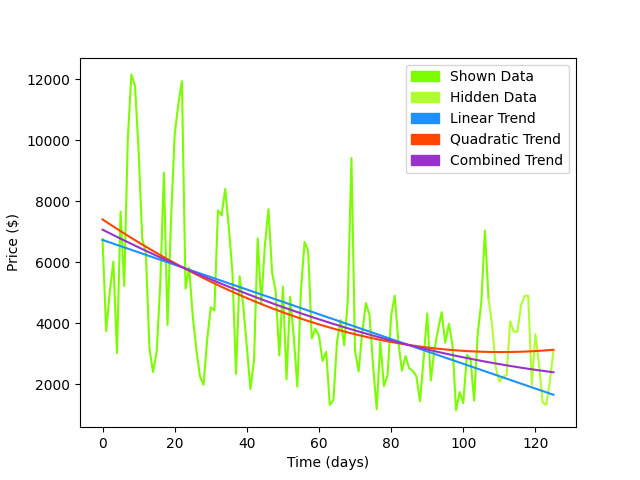 12000
10000
8000
6000
4000
2000
Price ($)
0
20
40
60
80
100
120
Time (days)
Shown Data
Hidden Data
Linear Trend
Quadratic Trend
Combined Trend